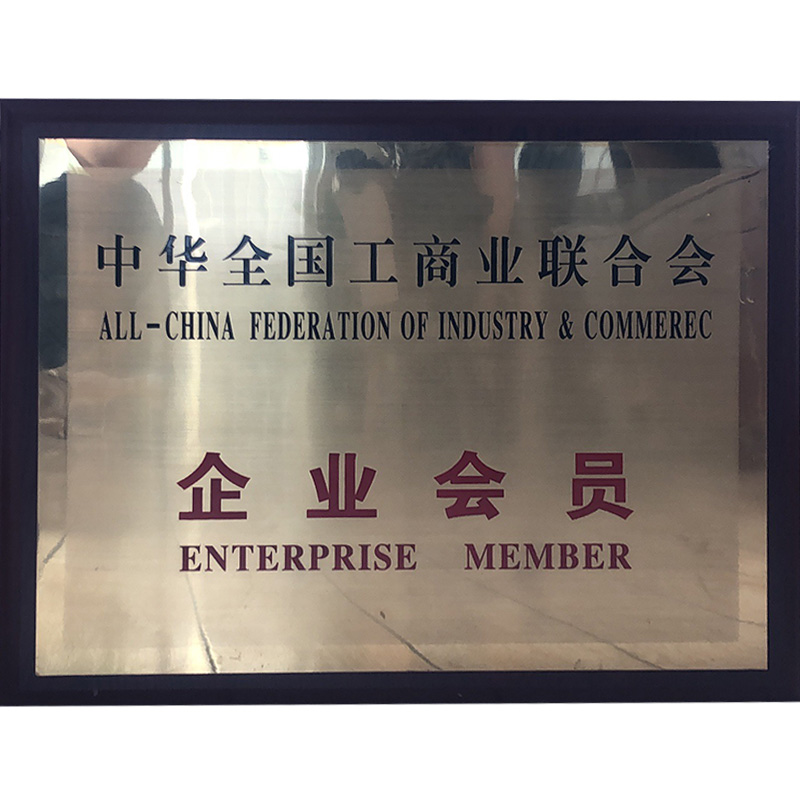 中华全国工商业联合会
ALL-CHINA FEDERATION OF INDUSTRY & COMMEREC
企业会员
ENTERPRISE MEMBER